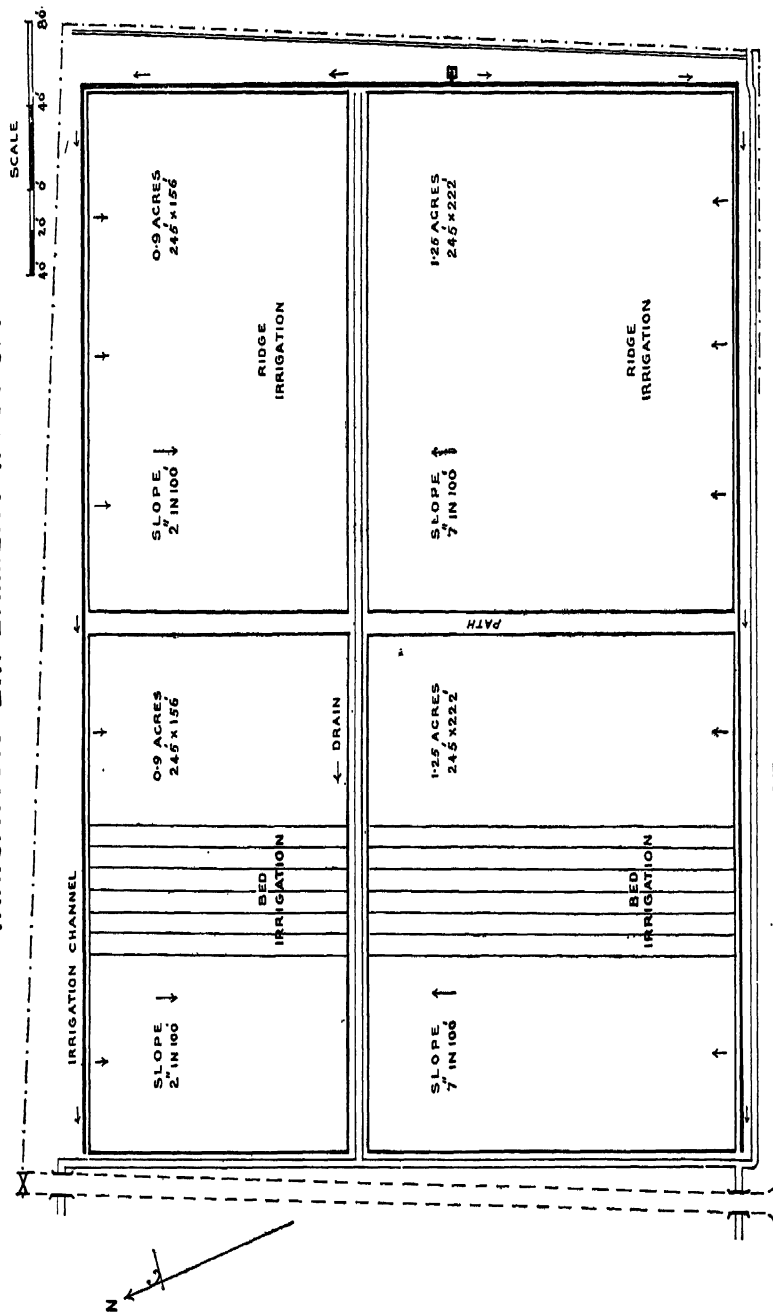 SCALE
40' 20' 0 40' 80'
IRRIGATION CHANNEL
SLOPE
2" IN 100'
BED
IRRIGATION
0·9 ACRES
245' x 156'
SLOPE
2" IN 100'
RIDGE
IRRIGATION
0·9 ACRES
245' x 156'
DRAIN
PATH
SLOPE
7" IN 100'
BED
IRRIGATION
1·25 ACRES
245' x 222'
SLOPE
7" IN 100'
RIDGE
IRRIGATION
1·25 ACRES
245' x 222'
N